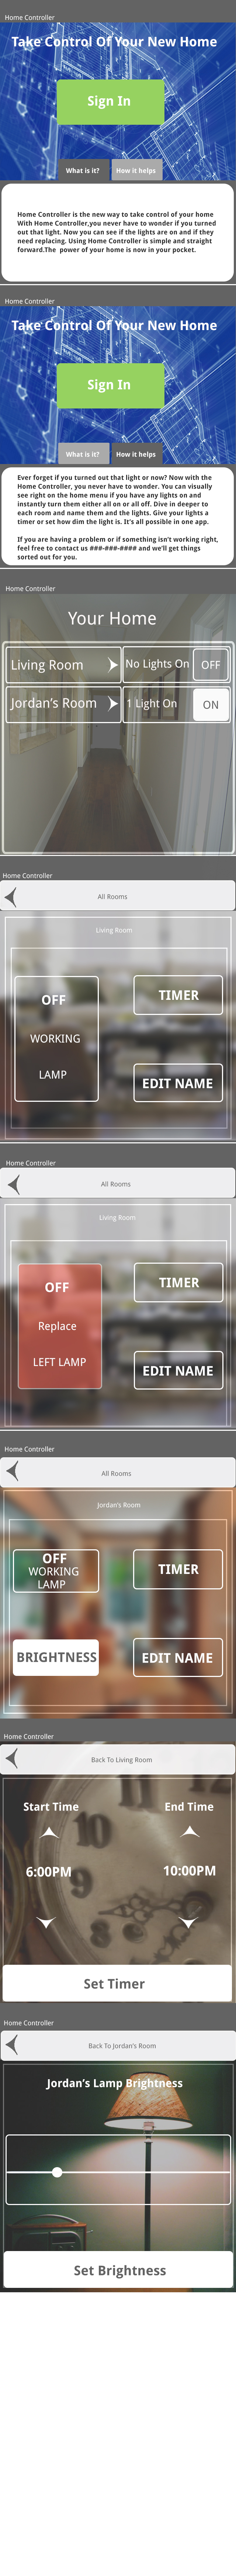 Home Controller
Take Control Of Your New Home
Sign In
What is it?
How it helps
Home Controller is the new way to take control of your home
With Home Controller,you never have to wonder if you turned
out that light. Now you can see if the lights are on and if they
need replacing. Using Home Controller is simple and straight
forward.The power of your home is now in your pocket.
Home Controller
Take Control Of Your New Home
Sign In
What is it?
How it helps
Ever forget if you turned out that light or now? Now with the
Home Controller, you never have to wonder. You can visually
see right on the home menu if you have any lights on and
instantly turn them either all on or all off. Dive in deeper to
each room and name them and the lights. Give your lights a
timer or set how dim the light is. It's all possible in one app.
If you are having a problem or if something isn't working right,
feel free to contact us ###-###-#### and we'll get things
sorted out for you.
Home Controller
Your Home
Living Room
No Lights On
OFF
Jordan's Room
1 Light On
ON
Home Controller
All Rooms
Living Room
OFF
WORKING
LAMP
TIMER
EDIT NAME
Home Controller
All Rooms
Living Room
OFF
Replace
LEFT LAMP
TIMER
EDIT NAME
Home Controller
All Rooms
Jordan's Room
OFF
WORKING
LAMP
TIMER
BRIGHTNESS
EDIT NAME
Home Controller
Back To Living Room
Start Time
End Time
6:00PM
10:00PM
Set Timer
Home Controller
Back To Jordan's Room
Jordan's Lamp Brightness
Set Brightness